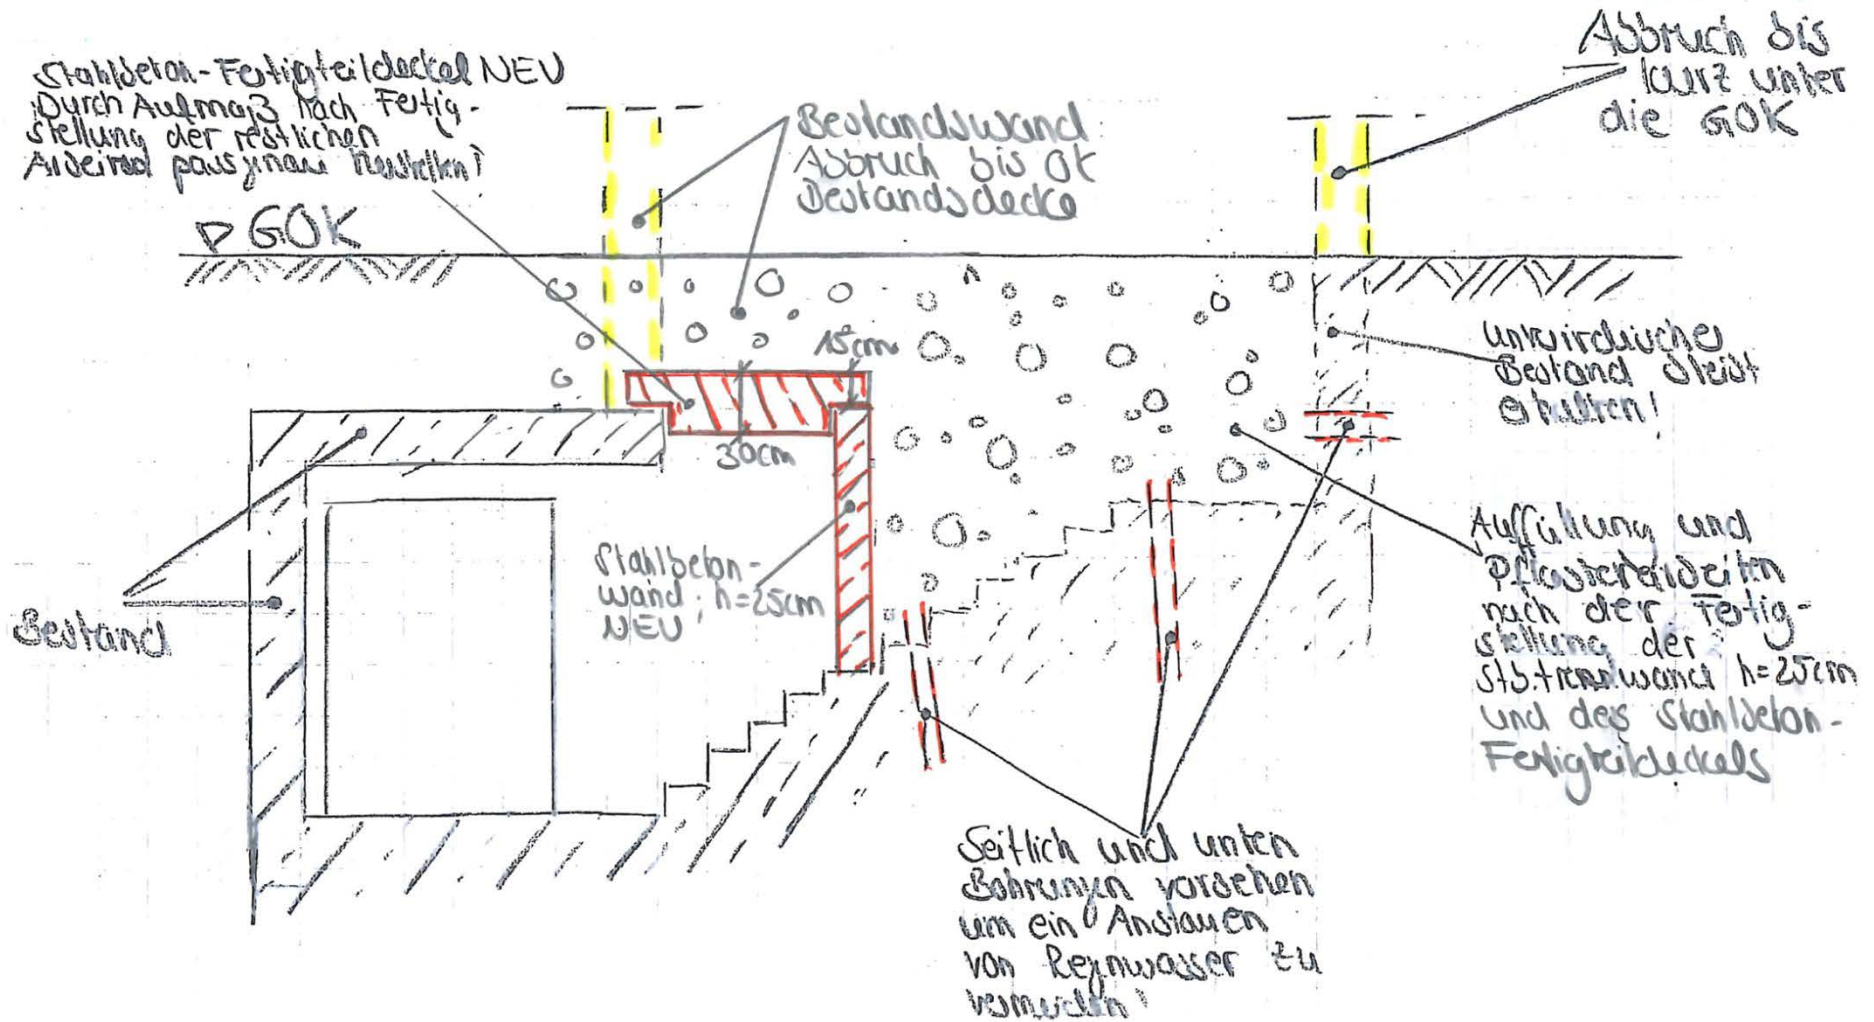 Stahlbeton-Fertigteildeckel NEU
Durch Aufmaß nach Fertig-
stellung der restlichen
Arbeiten passgenau herstellen!
GOK
Bestandswand
Abbruch bis OK
Bestandsdecke
Abbruch bis
kurz unter
die GOK
15cm
30cm
Unterirdischer
Bestand bleibt
erhalten!
Stahlbeton-
wand; h=25cm
NEU
Bestand
Auffüllung und
Pflasterarbeiten
nach der Fertig-
stellung der
Stb.trennwand h=25cm
und des Stahlbeton-
Fertigteildeckels
Seitlich und unten
Bohrungen vorsehen
um ein Anstauen
von Regenwasser zu
vermeiden!